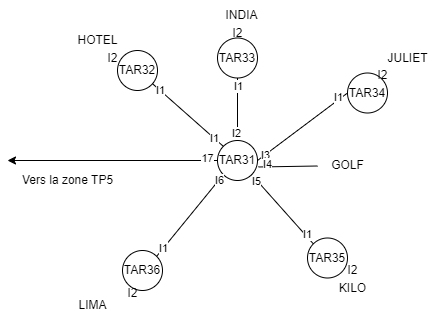 INDIA
I2
HOTEL
I2
TAR32
TAR33
JULIET
I2
I1
I1
I1
TAR34
I1
I2
I3
17
TAR31
I4
GOLF
Vers la zone TP5
I6
I5
I1
I1
TAR36
TAR35
I2
I2
KILO
LIMA